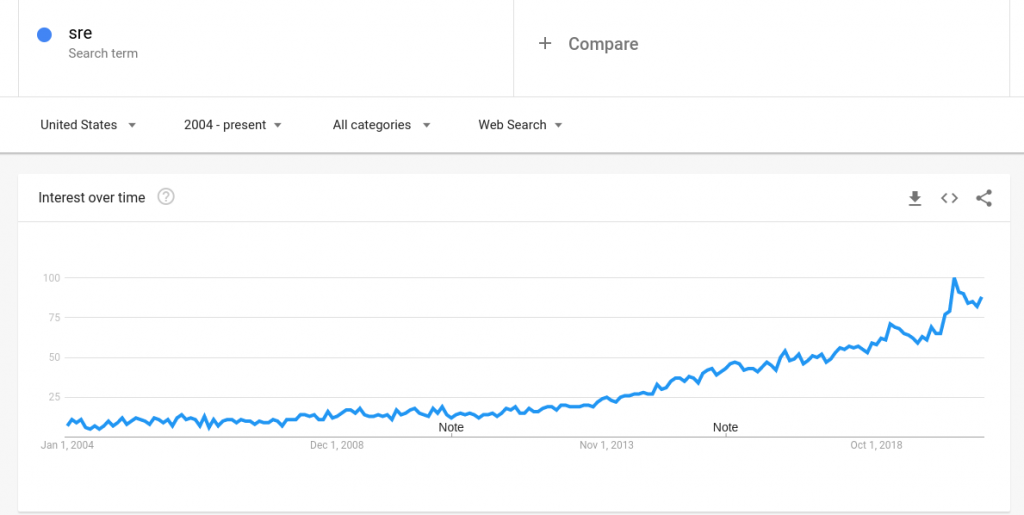 sre
Search term
+ Compare
United States
2004 - present
All categories
Web Search
Interest over time ?
100
75
50
25
Note
Note
Jan 1, 2004
Dec 1, 2008
Nov 1, 2013
Oct 1, 2018